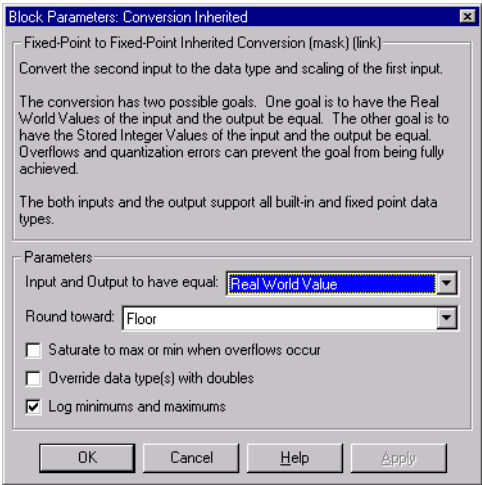 Block Parameters: Conversion Inherited
Fixed-Point to Fixed-Point Inherited Conversion (mask) (link)
Convert the second input to the data type and scaling of the first input.
The conversion has two possible goals. One goal is to have the Real
World Values of the input and the output be equal. The other goal is to
have the Stored Integer Values of the input and the output be equal.
Overflows and quantization errors can prevent the goal from being fully
achieved.
The both inputs and the output support all built-in and fixed point data
types.
Parameters
Input and Output to have equal: Real World Value
Round toward: Floor
Saturate to max or min when overflows occur
Override data type(s) with doubles
Log minimums and maximums
OK Cancel Help Apply